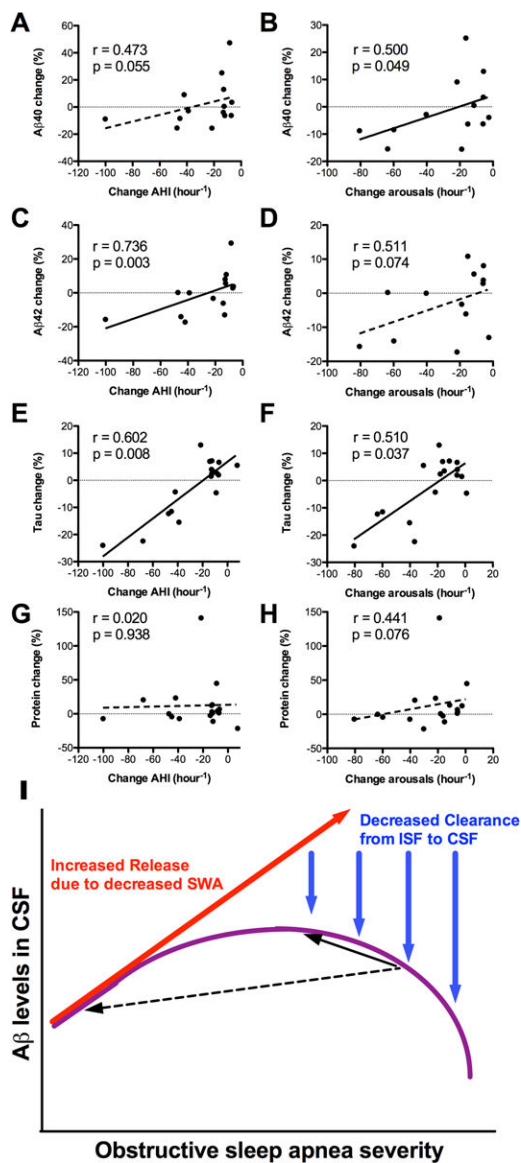 A
Aβ40 change (%)
60
40
20
0
-20
-40
r = 0.473
p = 0.055
-120 -100 -80 -60 -40 -20 0
Change AHI (hour-1)
B
Aβ40 change (%)
30
20
10
0
-10
-20
r = 0.500
p = 0.049
-100 -80 -60 -40 -20 0
Change arousals (hour-1)
C
Aβ42 change (%)
40
20
0
-20
-40
r = 0.736
p = 0.003
-120 -100 -80 -60 -40 -20 0
Change AHI (hour-1)
D
Aβ42 change (%)
20
10
0
-10
-20
r = 0.511
p = 0.074
-100 -80 -60 -40 -20 0
Change arousals (hour-1)
E
Tau change (%)
20
10
0
-10
-20
-30
r = 0.602
p = 0.008
-120 -100 -80 -60 -40 -20 0
Change AHI (hour-1)
F
Tau change (%)
20
10
0
-10
-20
-30
r = 0.510
p = 0.037
-100 -80 -60 -40 -20 0 20
Change arousals (hour-1)
G
Protein change (%)
150
100
50
0
-50
r = 0.020
p = 0.938
-120 -100 -80 -60 -40 -20 0
Change AHI (hour-1)
H
Protein change (%)
150
100
50
0
-50
r = 0.441
p = 0.076
-100 -80 -60 -40 -20 0 20
Change arousals (hour-1)
I
Aβ levels in CSF
Increased Release
due to decreased SWA
Decreased Clearance
from ISF to CSF
Obstructive sleep apnea severity